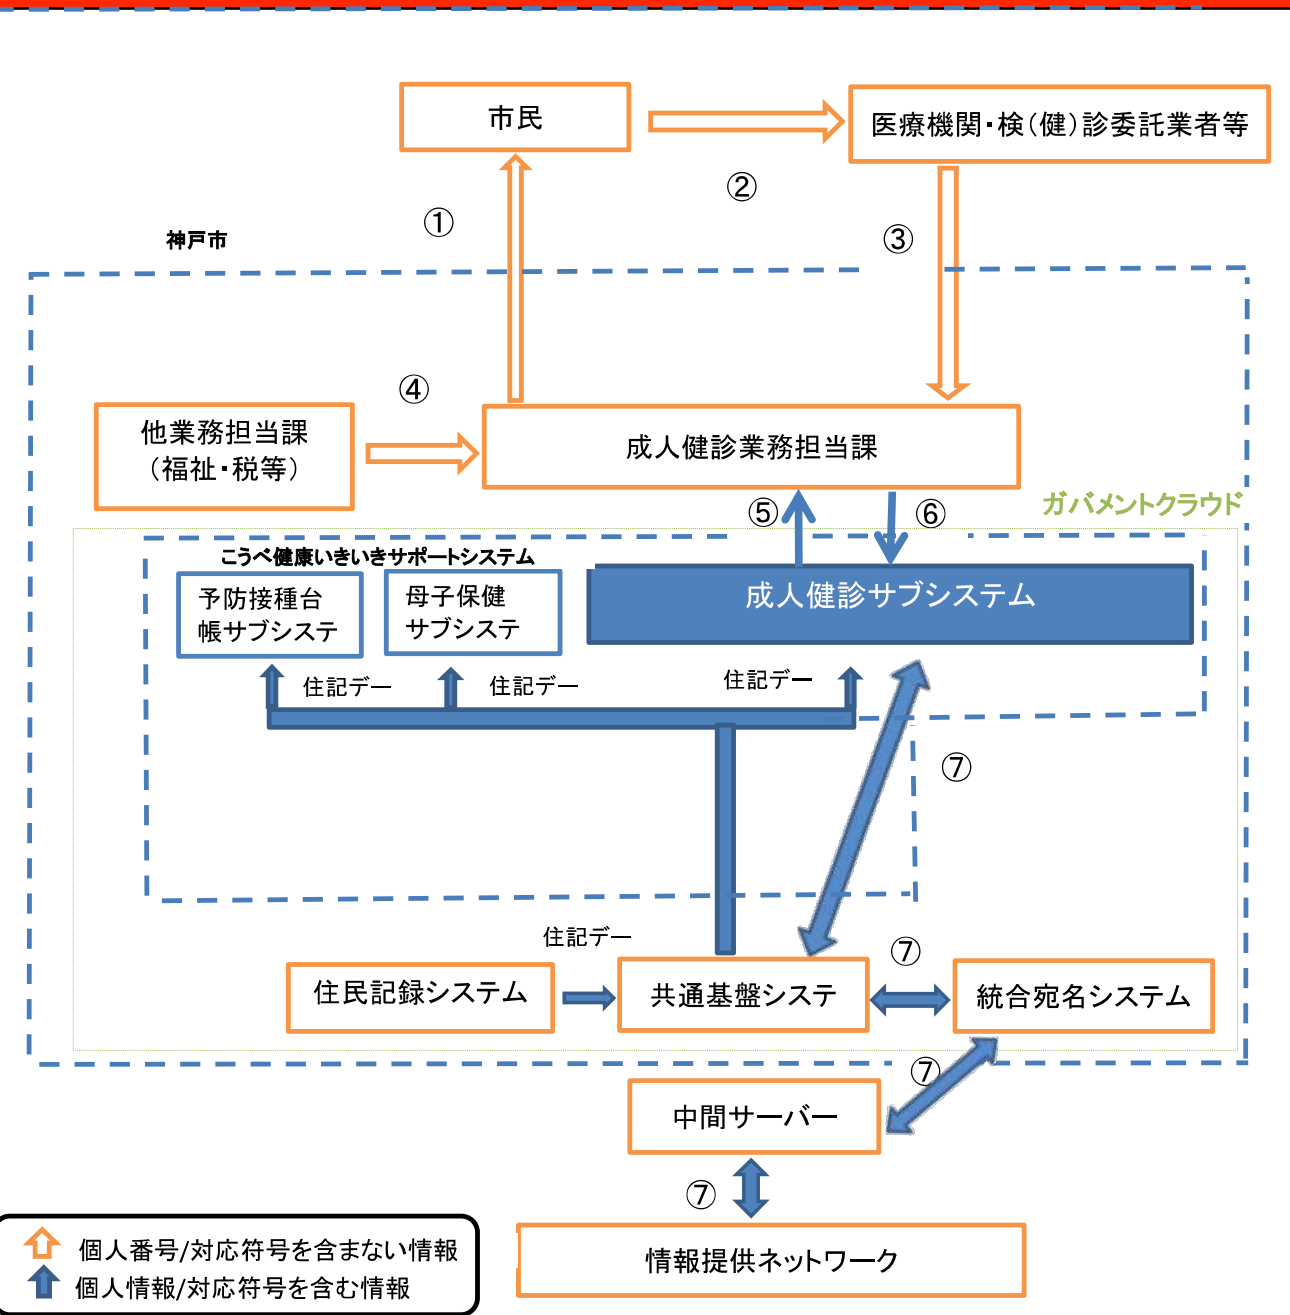 市民
医療機関・検(健)診委託業者等
②
①
③
神戸市
④
他業務担当課
(福祉・税等)
成人健診業務担当課
⑤
⑥
ガバメントクラウド
こうべ健康いきいきサポートシステム
予防接種台
帳サブシステ
母子保健
サブシステ
成人健診サブシステム
住記デー
住記デー
住記デー
⑦
住記デー
⑦
住民記録システム
共通基盤システ
統合宛名システム
⑦
中間サーバー
⑦
情報提供ネットワーク
個人番号/対応符号を含まない情報
個人情報/対応符号を含む情報